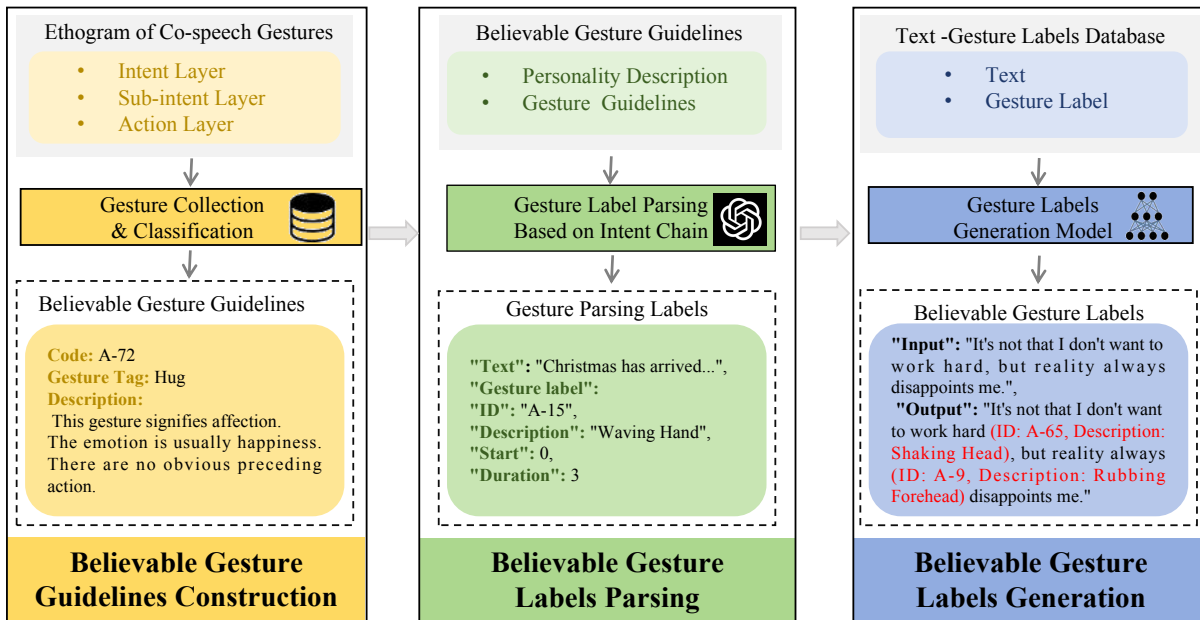 Ethogram of Co-speech Gestures
• Intent Layer
• Sub-intent Layer
• Action Layer
Gesture Collection
& Classification
Believable Gesture Guidelines
Code: A-72
Gesture Tag: Hug
Description:
This gesture signifies affection.
The emotion is usually happiness.
There are no obvious preceding
action.
Believable Gesture
Guidelines Construction
Believable Gesture Guidelines
• Personality Description
• Gesture Guidelines
Gesture Label Parsing
Based on Intent Chain
Gesture Parsing Labels
"Text": "Christmas has arrived...",
"Gesture label":
"ID": "A-15",
"Description": "Waving Hand",
"Start": 0,
"Duration": 3
Believable Gesture
Labels Parsing
Text -Gesture Labels Database
• Text
• Gesture Label
Gesture Labels
Generation Model
Believable Gesture Labels
"Input": "It's not that I don't want to
work hard, but reality always
disappoints me.",
"Output": "It's not that I don't want
to work hard (ID: A-65, Description:
Shaking Head), but reality always
(ID: A-9, Description: Rubbing
Forehead) disappoints me."
Believable Gesture
Labels Generation